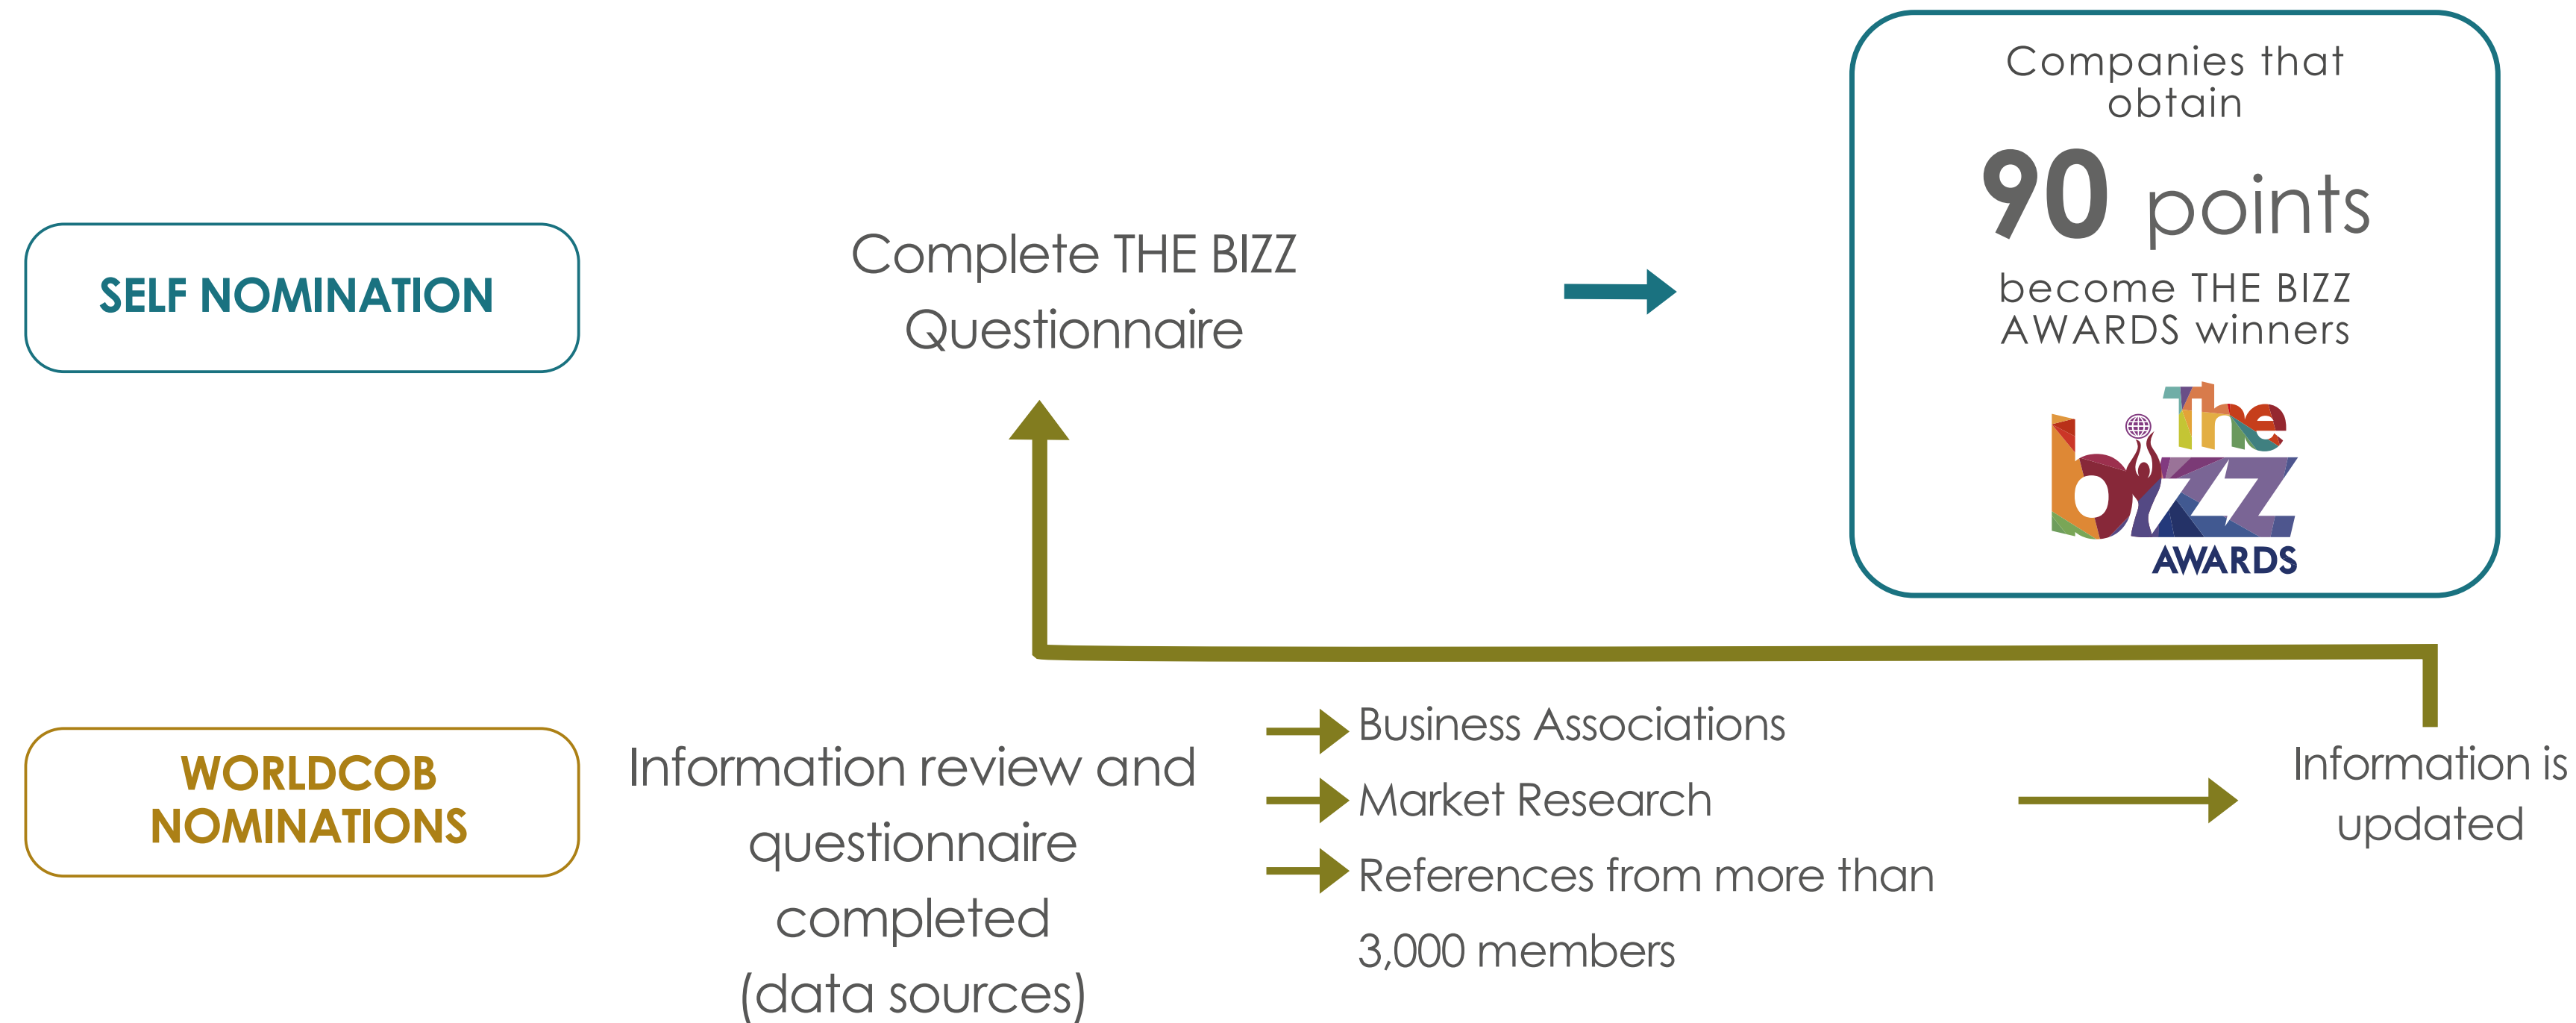 SELF NOMINATION
Complete THE BIZZ
Questionnaire
Companies that
obtain
90 points
become THE BIZZ
AWARDS winners
The
bizz
AWARDS
WORLDCOB
NOMINATIONS
Information review and
questionnaire
completed
(data sources)
Business Associations
Market Research
References from more than
3,000 members
Information is
updated